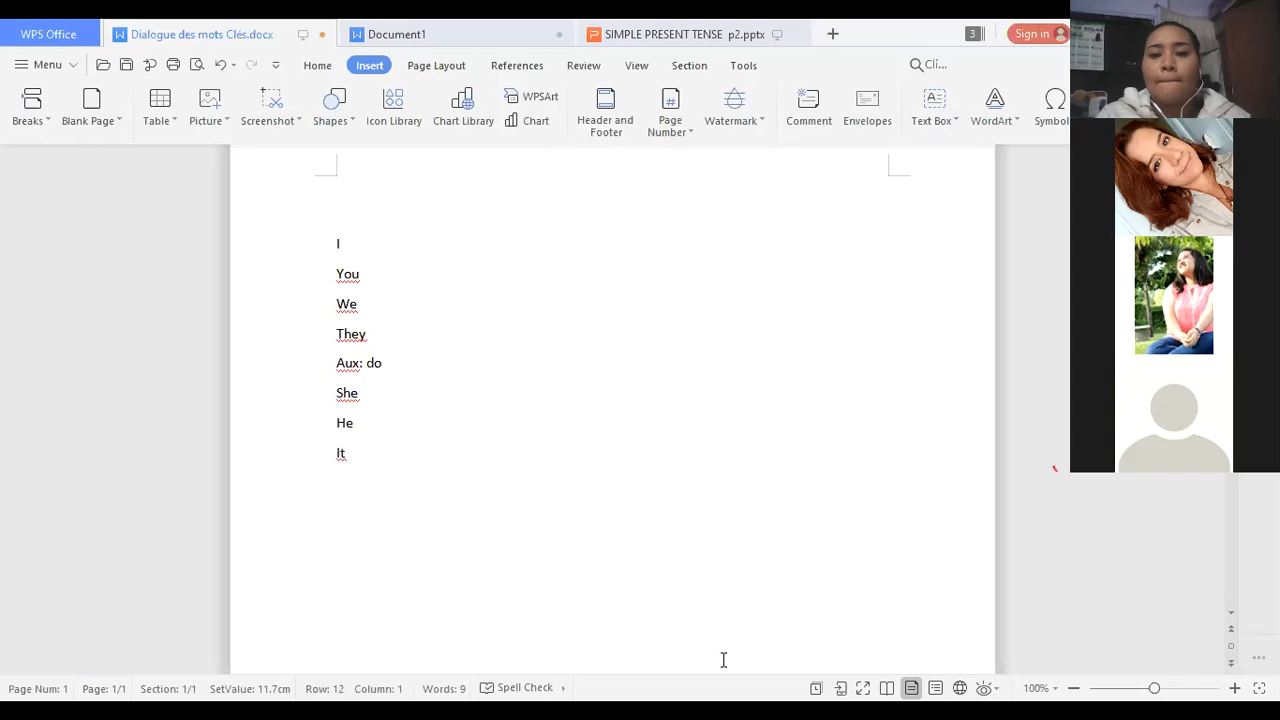 WPS Office Dialogue des mots Clés.docx Document1 SIMPLE PRESENT TENSE p2.pptx 3 Sign in
Menu Home Insert Page Layout References Review View Section Tools Cli...
Breaks Blank Page Table Picture Screenshot Shapes Icon Library Chart Library WPSArt Chart Header and Footer Page Number Watermark Comment Envelopes Text Box WordArt Symbol
I
You
We
They
Aux: do
She
He
It
Page Num: 1 Page: 1/1 Section: 1/1 SetValue: 11.7cm Row: 12 Column: 1 Words: 9 Spell Check 100%